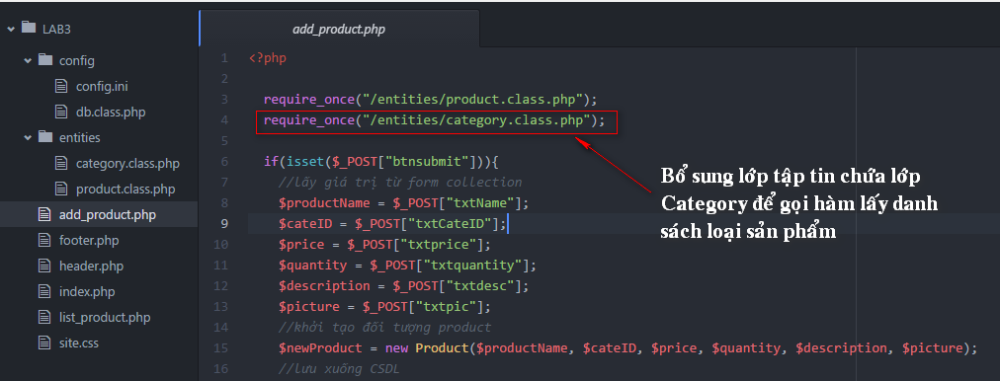 LAB3
config
config.ini
db.class.php
entities
category.class.php
product.class.php
add_product.php
footer.php
header.php
index.php
list_product.php
site.css
add_product.php
1 <?php
2
3 require_once("/entities/product.class.php");
4 require_once("/entities/category.class.php");
5
6 if(isset($_POST["btnsubmit"])){
7 //lấy giá trị từ form collection
8 $productName = $_POST["txtName"];
9 $cateID = $_POST["txtCateID"];
10 $price = $_POST["txtprice"];
11 $quantity = $_POST["txtquantity"];
12 $description = $_POST["txtdesc"];
13 $picture = $_POST["txtpic"];
14 //khởi tạo đối tượng product
15 $newProduct = new Product($productName, $cateID, $price, $quantity, $description, $picture);
16 //lưu xuống CSDL
Bổ sung lớp tập tin chứa lớp
Category để gọi hàm lấy danh
sách loại sản phẩm